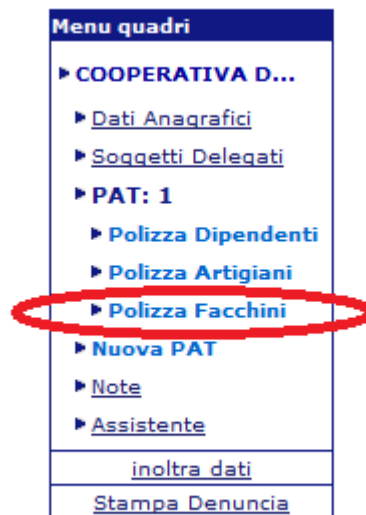 Menu quadri
COOPERATIVA D...
Dati Anagrafici
Soggetti Delegati
PAT: 1
Polizza Dipendenti
Polizza Artigiani
Polizza Facchini
Nuova PAT
Note
Assistente
inoltra dati
Stampa Denuncia